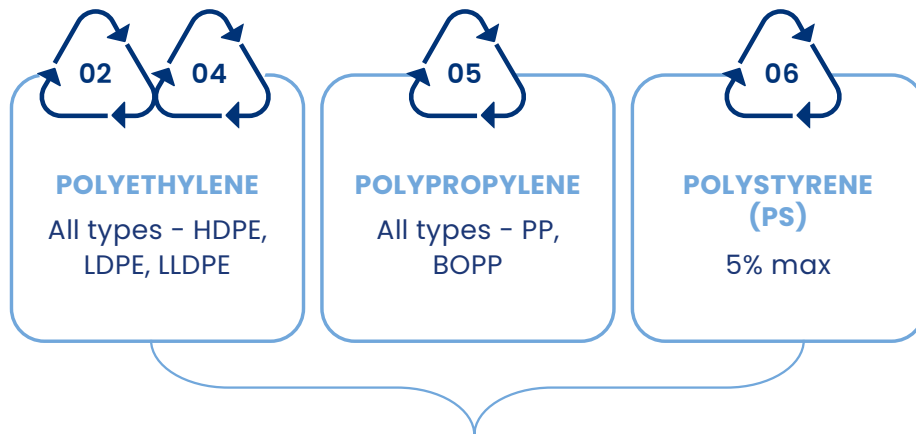 02
04
05
06
POLYETHYLENE
All types - HDPE,
LDPE, LLDPE
POLYPROPYLENE
All types - PP,
BOPP
POLYSTYRENE
(PS)
5% max